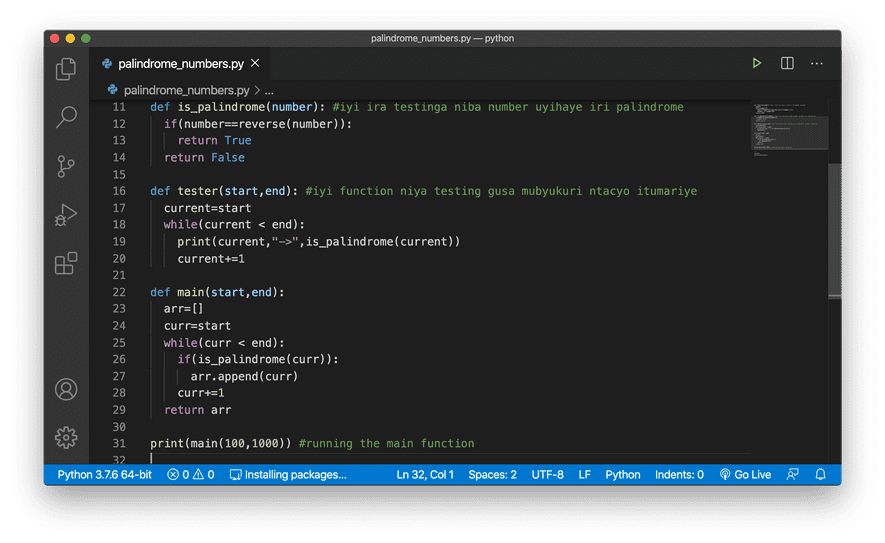 palindrome_numbers.py — python
palindrome_numbers.py ×
palindrome_numbers.py > ...
11 def is_palindrome(number): #iyi ira testinga niba number uyihaye iri palindrome
12   if(number==reverse(number)):
13     return True
14   return False
15
16 def tester(start,end): #iyi function niya testing gusa mubyukuri ntacyo itumariye
17   current=start
18   while(current < end):
19     print(current,"->",is_palindrome(current))
20     current+=1
21
22 def main(start,end):
23   arr=[]
24   curr=start
25   while(curr < end):
26     if(is_palindrome(curr)):
27       arr.append(curr)
28     curr+=1
29   return arr
30
31 print(main(100,1000)) #running the main function
32
Python 3.7.6 64-bit 0 0 Installing packages... Ln 32, Col 1 Spaces: 2 UTF-8 LF Python Indents: 0 Go Live